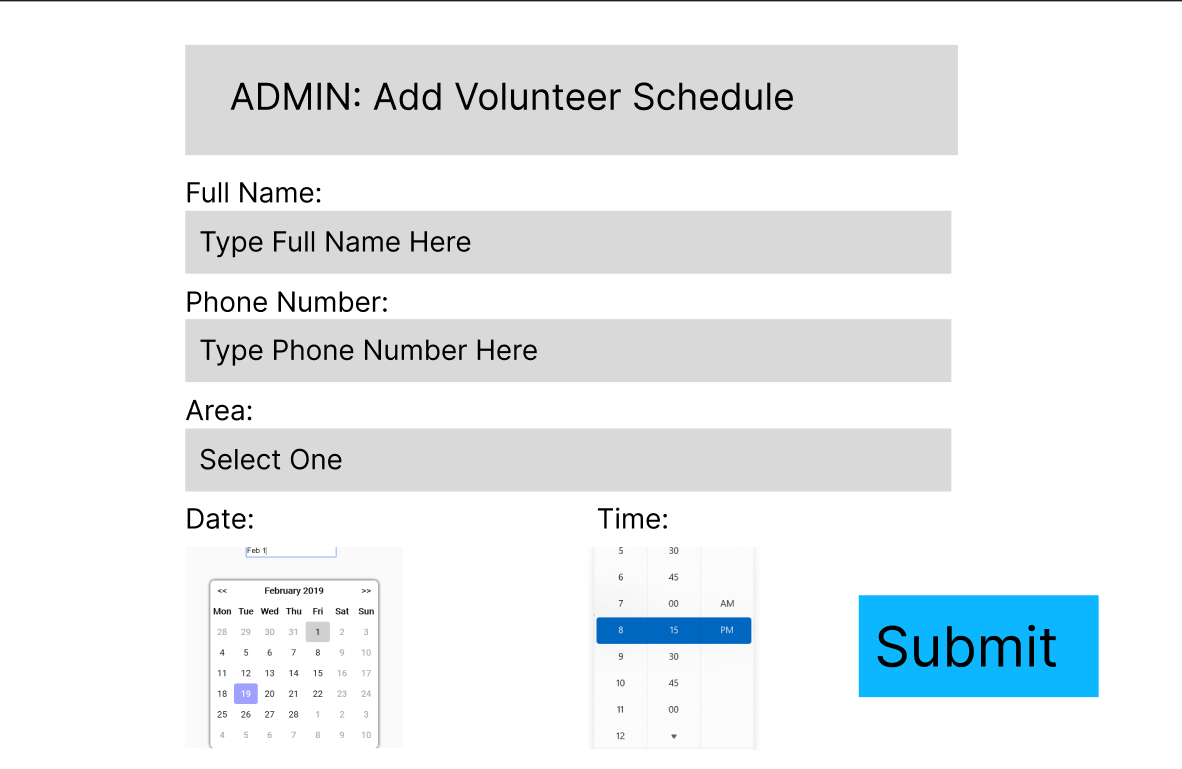 ADMIN: Add Volunteer Schedule
Full Name:
Type Full Name Here
Phone Number:
Type Phone Number Here
Area:
Select One
Date:
Feb 1
<< February 2019 >>
Mon Tue Wed Thu Fri Sat Sun
28 29 30 31 1 2 3
4 5 6 7 8 9 10
11 12 13 14 15 16 17
18 19 20 21 22 23 24
25 26 27 28 1 2 3
4 5 6 7 8 9 10
Time:
5 30
6 45
7 00 AM
8 15 PM
9 30
10 45
11 00
12
Submit